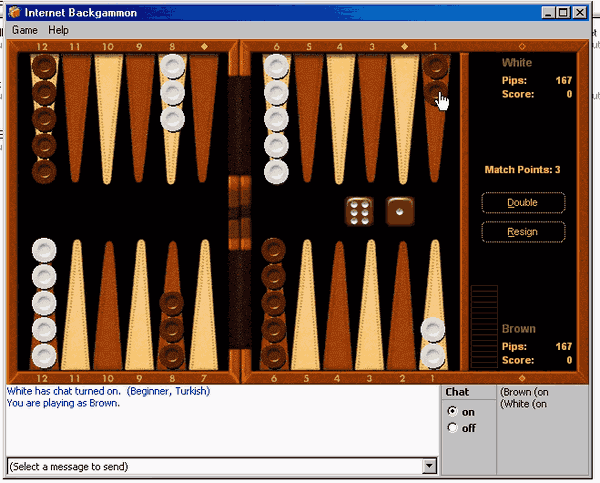 Internet Backgammon
Game Help
12 11 10 9 8 6 5 4 3 1
White
Pips: 167
Score: 0
Match Points: 3
Double
Resign
Brown
Pips: 167
Score: 0
12 11 10 9 8 7 6 5 4 3 2 1
White has chat turned on. (Beginner, Turkish)
You are playing as Brown.
Chat
on
off
(Brown (on
(White (on
(Select a message to send)